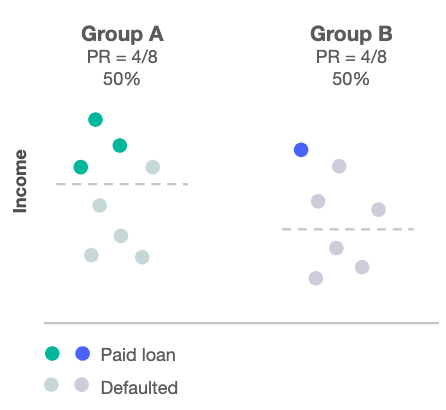 Group A
PR = 4/8
50%
Group B
PR = 4/8
50%
Income
Paid loan
Defaulted